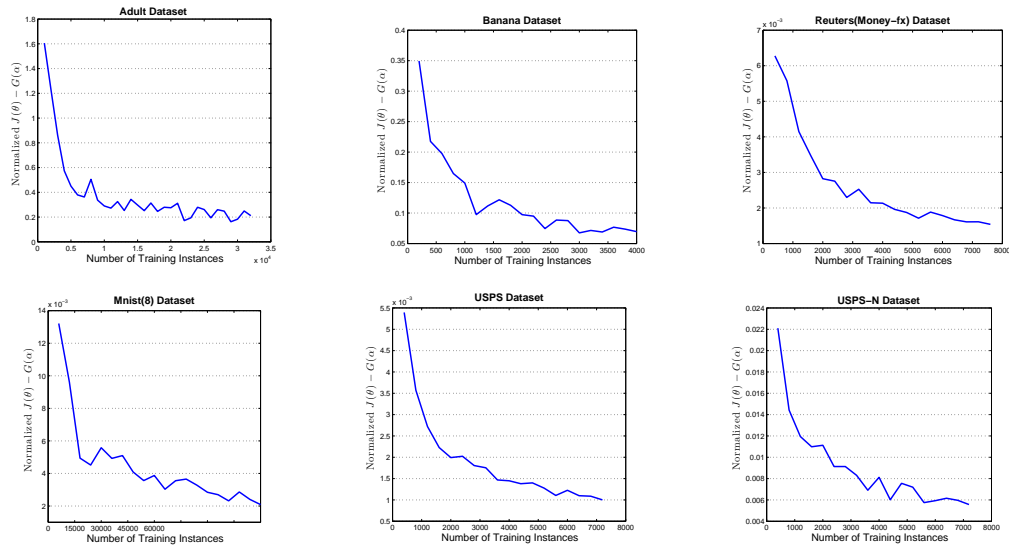 Adult Dataset
Normalized J(θ) − G(α)
1.8
1.6
1.4
1.2
1
0.8
0.6
0.4
0.2
0
0 0.5 1 1.5 2 2.5 3 3.5
x 10⁴
Number of Training Instances
Banana Dataset
Normalized J(θ) − G(α)
0.4
0.35
0.3
0.25
0.2
0.15
0.1
0.05
0 500 1000 1500 2000 2500 3000 3500 4000
Number of Training Instances
Reuters(Money−fx) Dataset
x 10⁻³
Normalized J(θ) − G(α)
7
6
5
4
3
2
1
0 1000 2000 3000 4000 5000 6000 7000 8000
Number of Training Instances
Mnist(8) Dataset
x 10⁻³
Normalized J(θ) − G(α)
14
12
10
8
6
4
2
0 15000 30000 45000 60000
Number of Training Instances
USPS Dataset
x 10⁻³
Normalized J(θ) − G(α)
5.5
5
4.5
4
3.5
3
2.5
2
1.5
1
0.5
0 1000 2000 3000 4000 5000 6000 7000 8000
Number of Training Instances
USPS−N Dataset
Normalized J(θ) − G(α)
0.024
0.022
0.02
0.018
0.016
0.014
0.012
0.01
0.008
0.006
0.004
0 1000 2000 3000 4000 5000 6000 7000 8000
Number of Training Instances